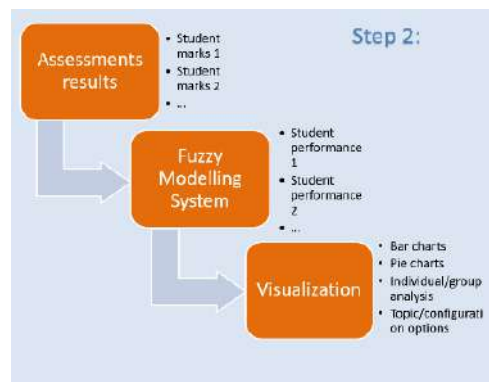 Step 2:
Assessments
results
• Student
marks 1
• Student
marks 2
• ...
Fuzzy
Modelling
System
• Student
performance
1
• Student
performance
2
• ...
Visualization
• Bar charts
• Pie charts
• Individual/group
analysis
• Topic/configurati
on options